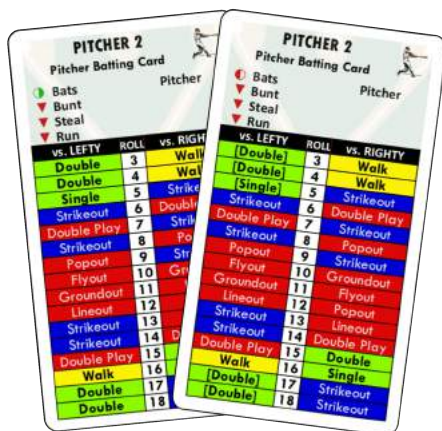 PITCHER 2
Pitcher Batting Card
Bats Pitcher
Bunt
Steal
Run
vs. LEFTY ROLL vs.
Double 3
Double 4
Single 5
Strikeout 6
Double Play 7
Strikeout 8
Popout 9
Flyout 10
Groundout 11
Lineout 12
Strikeout 13
Strikeout 14
Double Play 15
Walk 16
Double 17
Double 18
PITCHER 2
Pitcher Batting Card
Bats Pitcher
Bunt
Steal
Run
vs. LEFTY ROLL vs. RIGHTY
[Double] 3 Walk
[Double] 4 Walk
[Single] 5 Strikeout
Strikeout 6 Double Play
Double Play 7 Strikeout
Strikeout 8 Popout
Popout 9 Strikeout
Flyout 10 Groundout
Groundout 11 Flyout
Lineout 12 Popout
Strikeout 13 Lineout
Strikeout 14 Strikeout
Double Play 15 Double
Walk 16 Single
[Double] 17 Strikeout
[Double] 18 Strikeout